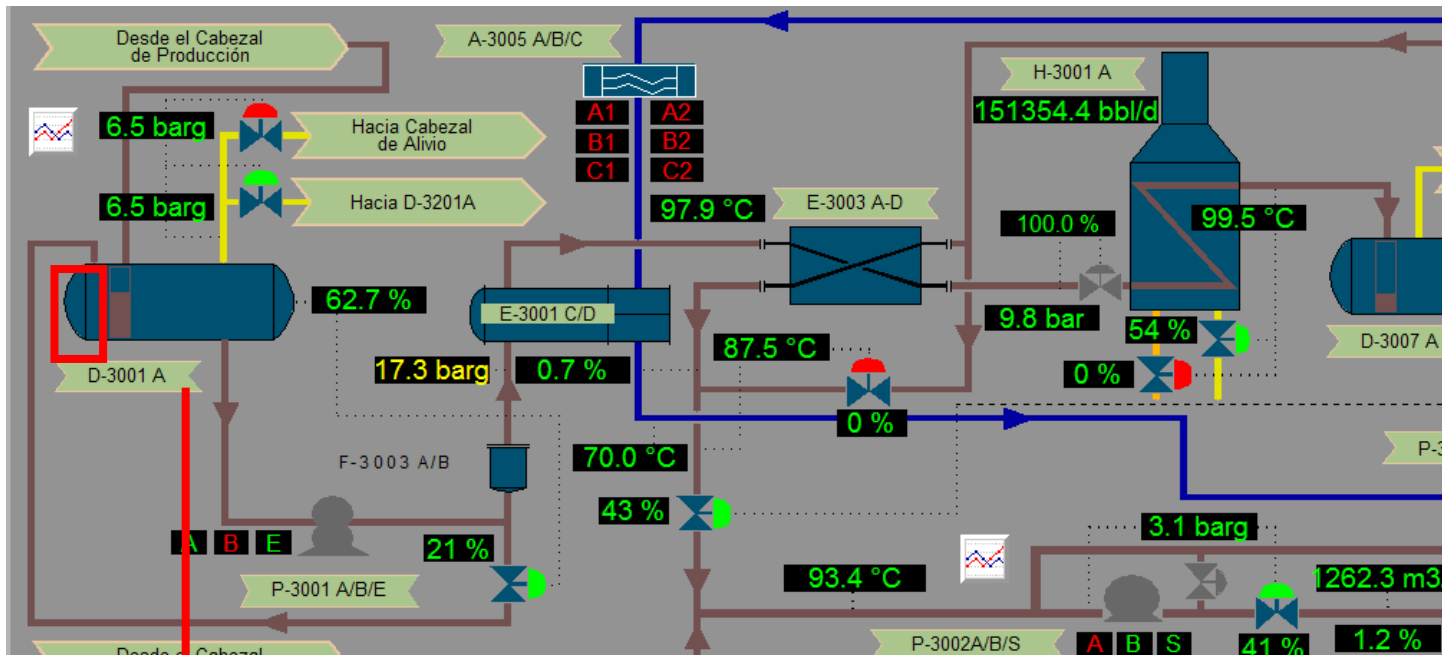 Desde el Cabezal
de Producción
A-3005 A/B/C
H-3001 A
151354.4 bbl/d
6.5 barg
Hacia Cabezal
de Alivio
A1 A2
B1 B2
C1 C2
6.5 barg
Hacia D-3201A
97.9 °C
E-3003 A-D
100.0 %
99.5 °C
62.7 %
E-3001 C/D
9.8 bar
54 %
D-3007 A
D-3001 A
17.3 barg
0.7 %
87.5 °C
0 %
0 %
F-3003 A/B
70.0 °C
43 %
A B E
21 %
3.1 barg
P-3001 A/B/E
93.4 °C
1262.3 m3
P-3002A/B/S
A B S
41 %
1.2 %
Desde el Cabezal